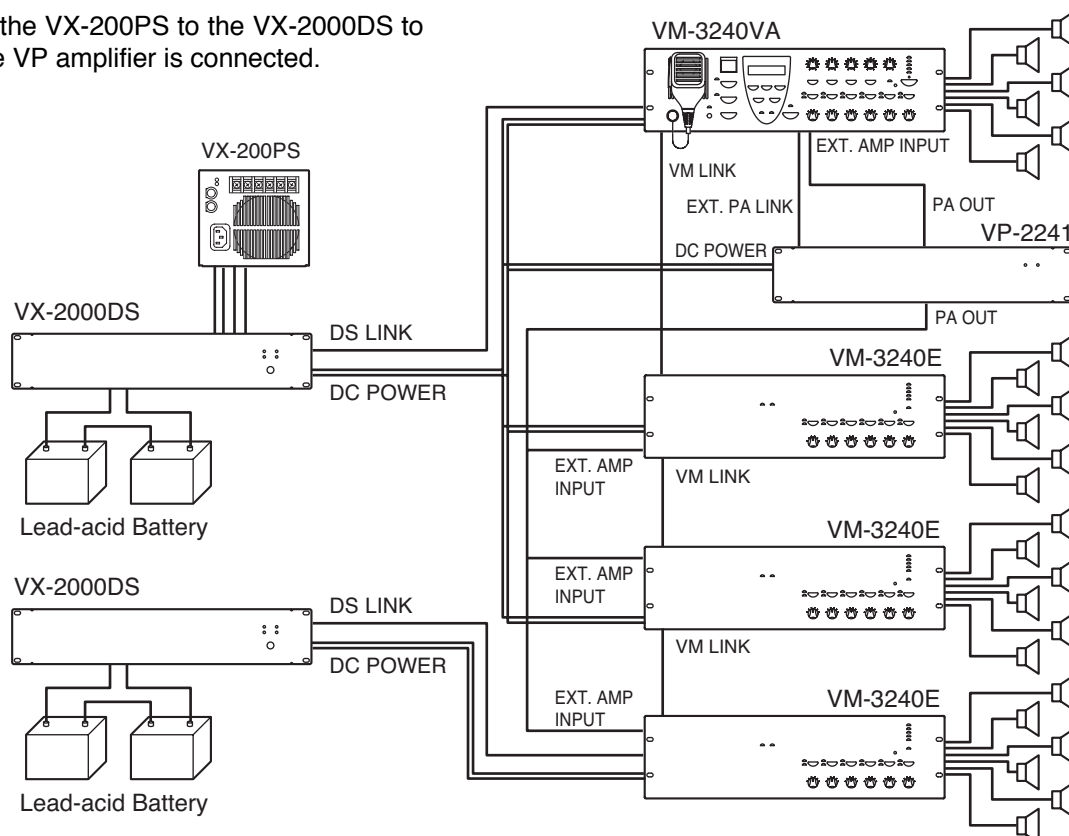 the VX-200PS to the VX-2000DS to
VP amplifier is connected.
VM-3240VA
VX-200PS
EXT. AMP INPUT
VM LINK
EXT. PA LINK
PA OUT
VP-2241
DC POWER
VX-2000DS
DS LINK
PA OUT
VM-3240E
DC POWER
EXT. AMP
INPUT
VM LINK
Lead-acid Battery
VM-3240E
EXT. AMP
INPUT
VX-2000DS
DS LINK
VM LINK
DC POWER
EXT. AMP
INPUT
VM-3240E
Lead-acid Battery